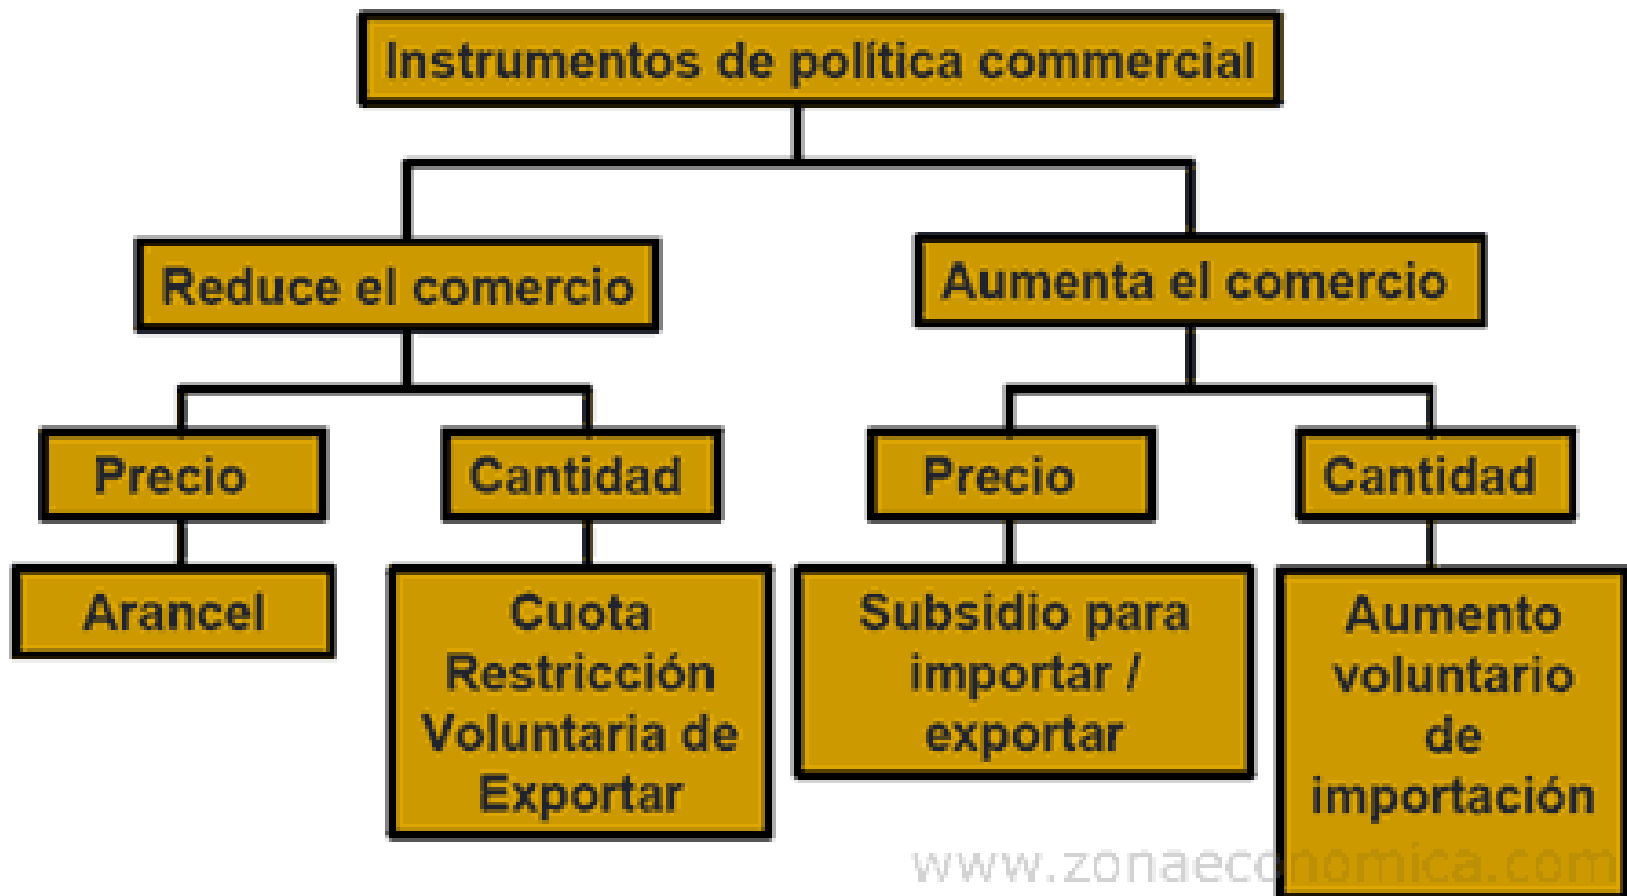 Instrumentos de política commercial
Reduce el comercio
Aumenta el comercio
Precio
Cantidad
Precio
Cantidad
Arancel
Cuota
Restricción
Voluntaria de
Exportar
Subsidio para
importar /
exportar
Aumento
voluntario
de
importación
www.zonaeconomica.com